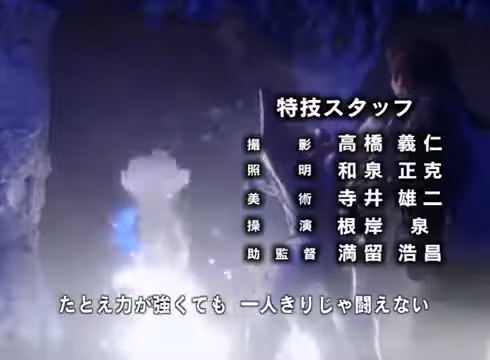 特技スタッフ
撮影 高橋義仁
照明 和泉正克
美術 寺井雄二
操演 根岸泉
助監督 満留浩昌
たとえ力が強くても 一人きりじゃ闘えない